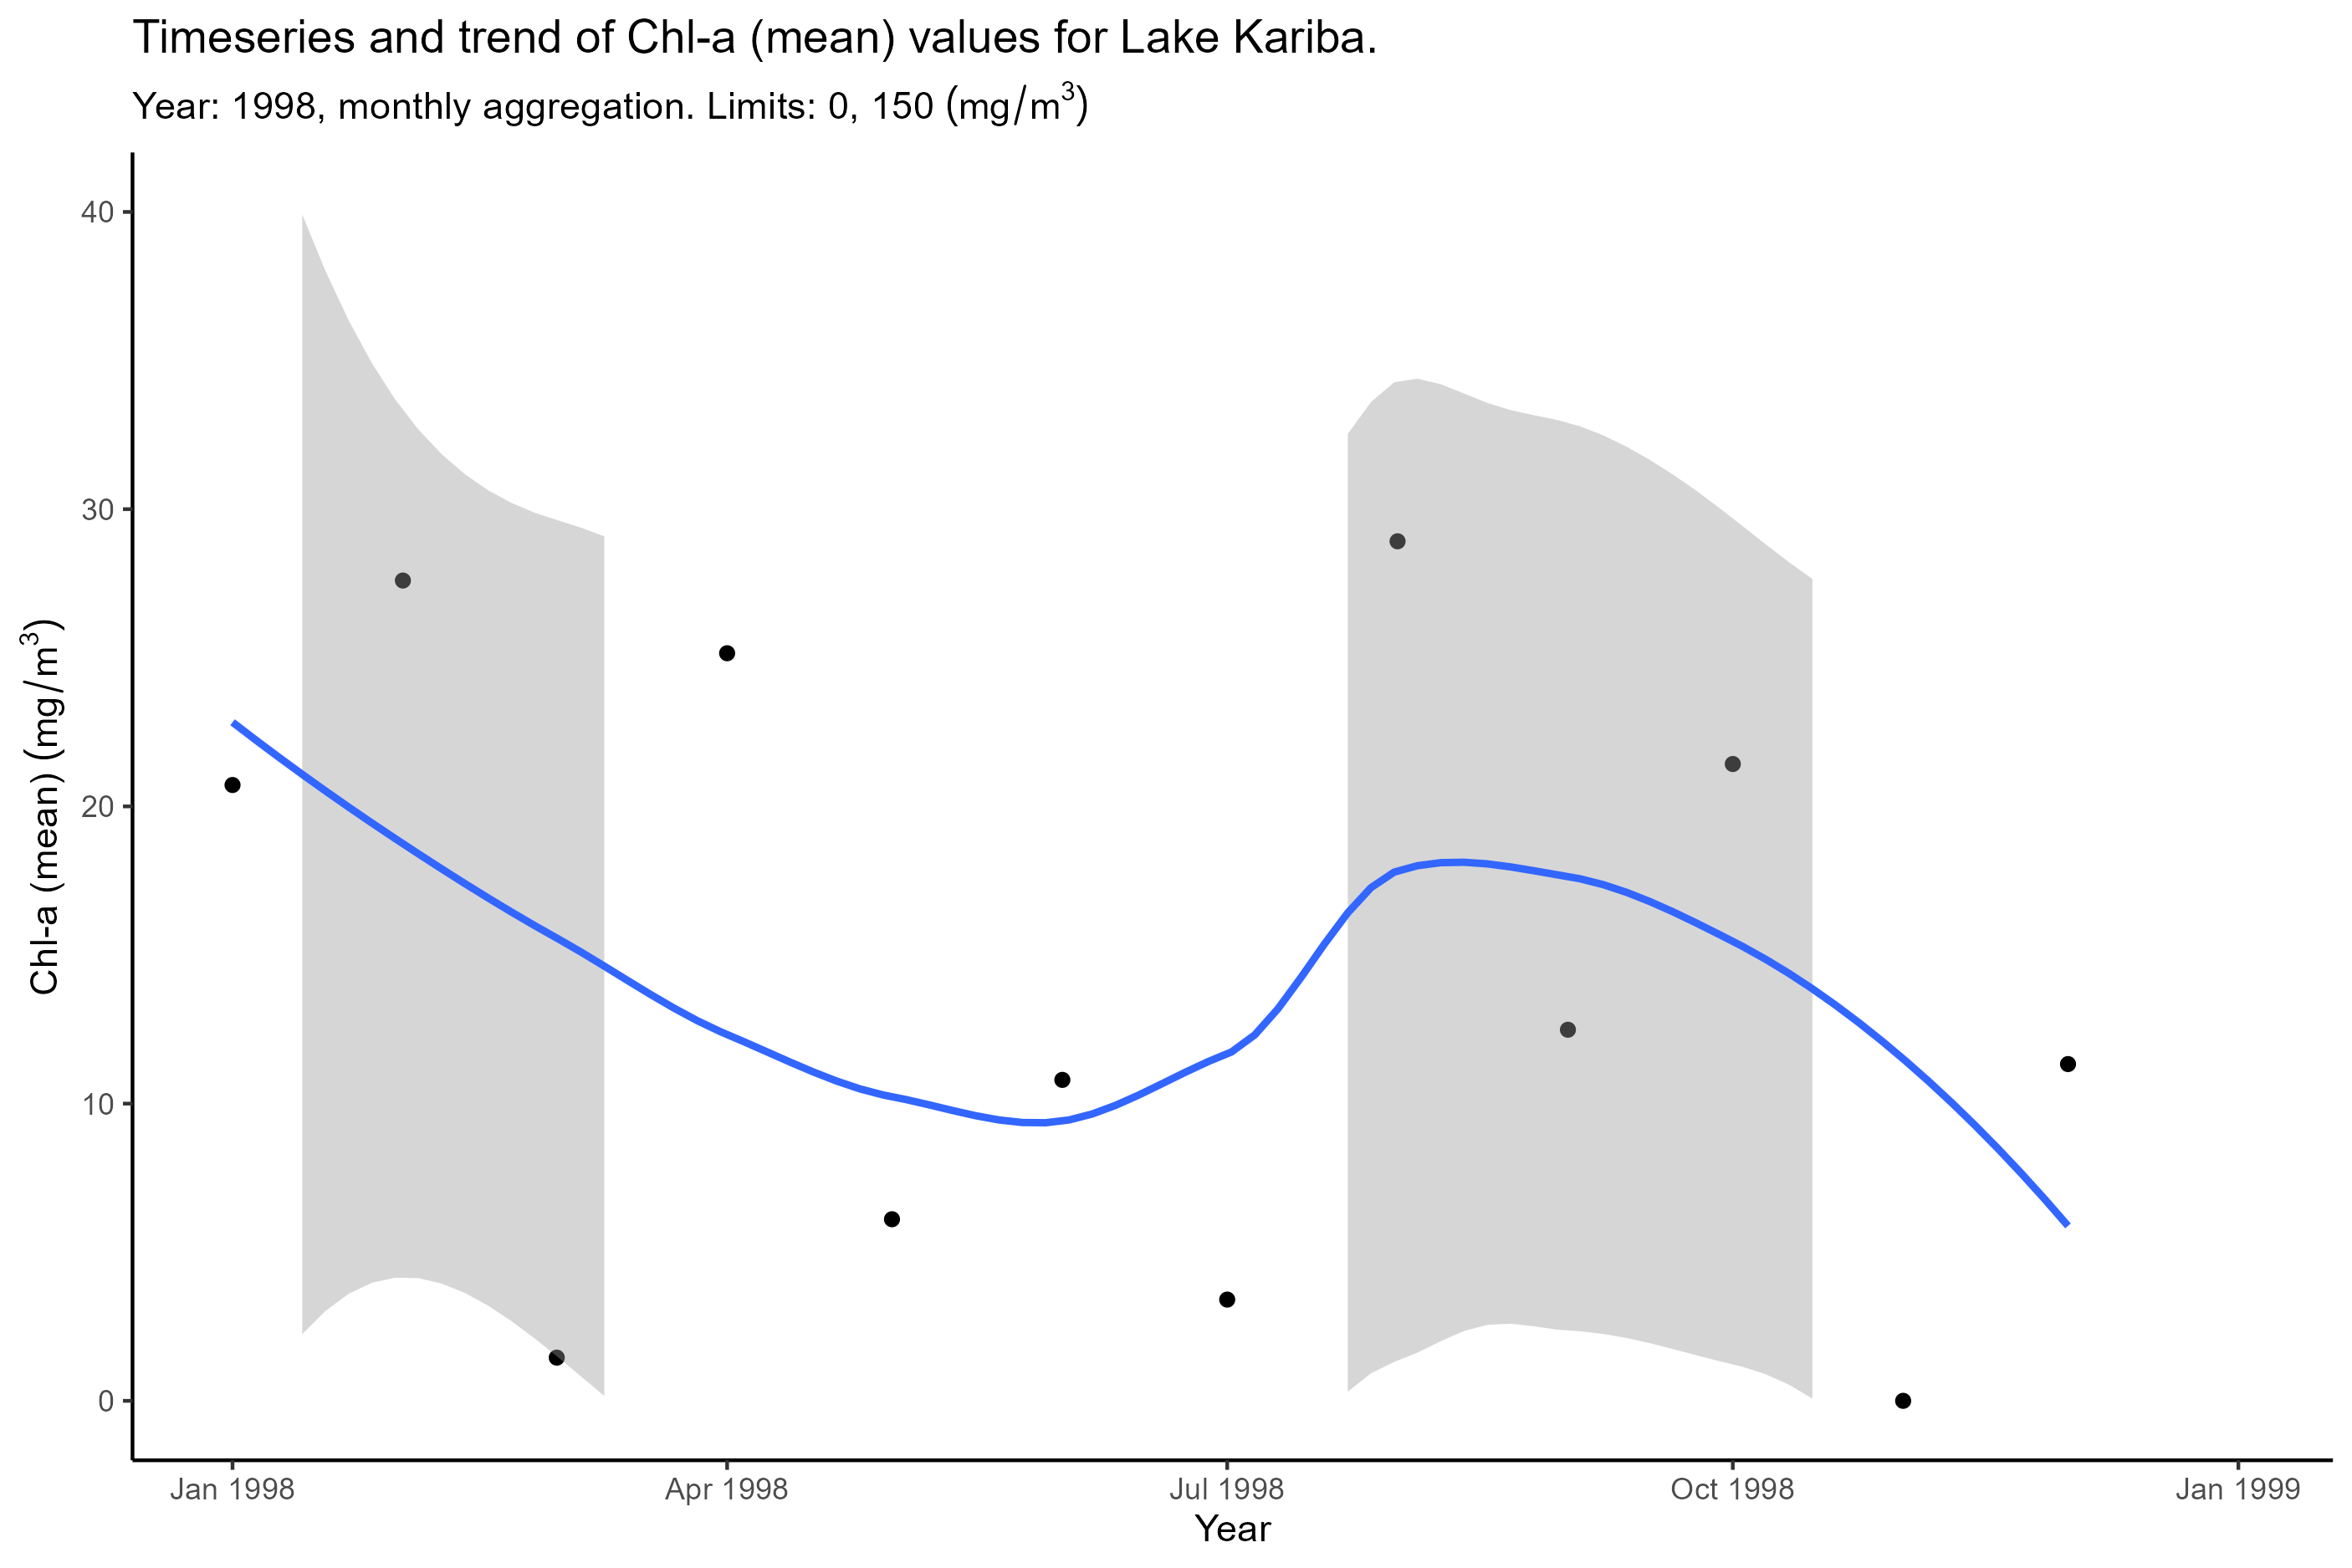 Timeseries and trend of Chl-a (mean) values for Lake Kariba.
Year: 1998, monthly aggregation. Limits: 0, 150 (mg/m³)
Chl-a (mean) (mg/m³)
40
30
20
10
0
Jan 1998
Apr 1998
Jul 1998
Oct 1998
Jan 1999
Year